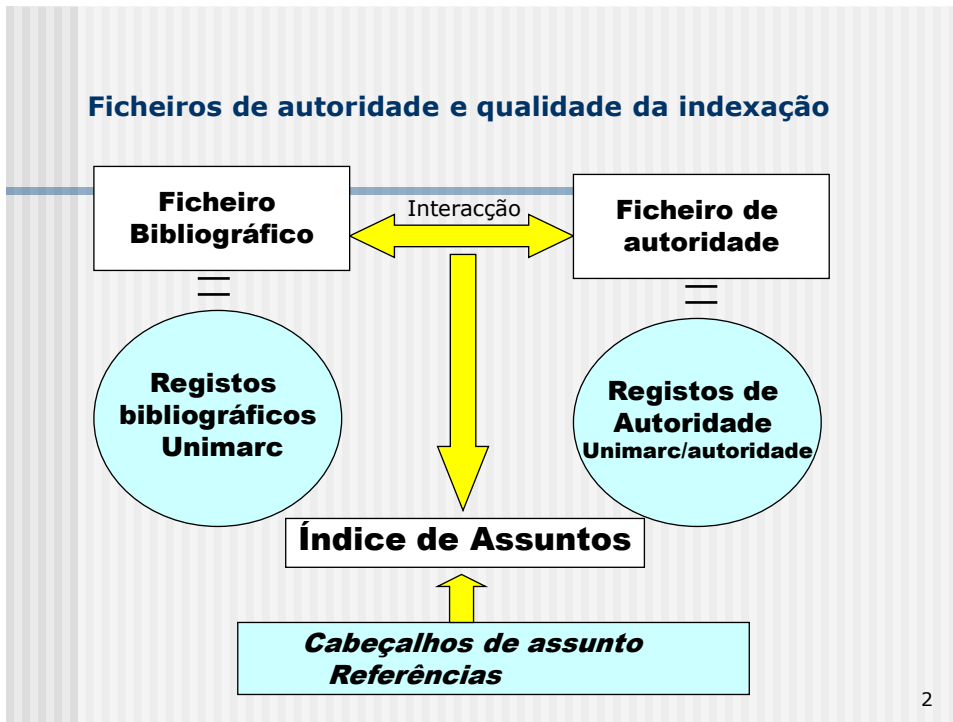 Ficheiros de autoridade e qualidade da indexação
Ficheiro
Bibliográfico
Interacção
Ficheiro de
autoridade
Registos
bibliográficos
Unimarc
Registos de
Autoridade
Unimarc/autoridade
Índice de Assuntos
Cabeçalhos de assunto
Referências
2